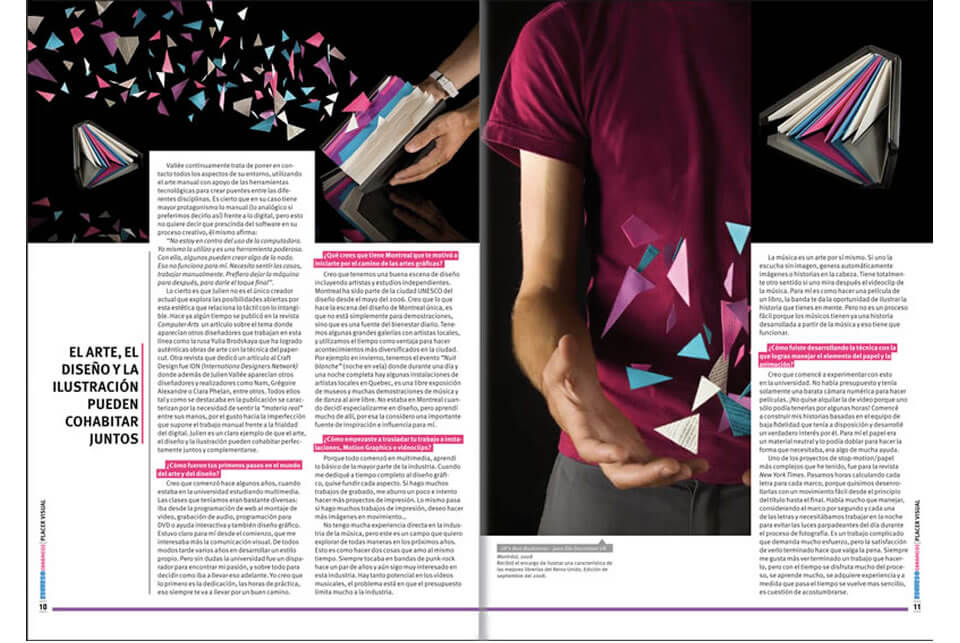 Vallée continuamente trata de poner en con-
tacto todos los aspectos de su entorno, utilizando
el arte manual con apoyo de las herramientas
tecnológicas para crear puentes entre las dife-
rentes disciplinas. Es cierto que en su caso tiene
mayor protagonismo lo manual (lo analógico si
preferimos decirlo así) frente a lo digital, pero esto
no quiere decir que prescinda del software en su
proceso creativo, él mismo afirma:
"No estoy en contra del uso de la computadora.
Yo mismo la utilizo y es una herramienta poderosa.
Con ella, algunos pueden crear algo de la nada.
Eso no funciona para mí. Necesito sentir las cosas,
trabajar manualmente. Prefiero dejar la máquina
para después, para darle el toque final".
Lo cierto es que Julien no es el único creador
actual que explora las posibilidades abiertas por
esta estética que relaciona lo táctil con lo intangi-
ble. Hace ya algún tiempo se publicó en la revista
Computer Arts un artículo sobre el tema donde
aparecían otros diseñadores que trabajan en esta
línea como la rusa Yulia Brodskaya que ha logrado
auténticas obras de arte con la técnica del paper-
cut. Otra revista que dedicó un artículo al Craft
Design fue IDN (International Designers Network)
donde además de Julien Vallée aparecían otros
diseñadores y realizadores como Nam, Grégoire
Alexandre o Clara Phelan, entre otros. Todos ellos
tal y como se destacaba en la publicación se carac-
terizan por la necesidad de sentir la "materia real"
entre sus manos, por el gusto hacia la imperfección
que supone el trabajo manual frente a la frialdad
del digital. Julien es un claro ejemplo de que el arte,
el diseño y la ilustración pueden cohabitar perfec-
tamente juntos y complementarse.
EL ARTE, EL
DISEÑO Y LA
ILUSTRACIÓN
PUEDEN
COHABITAR
JUNTOS
¿Cómo fueron tus primeros pasos en el mundo
del arte y del diseño?
Creo que comenzó hace algunos años, cuando
estaba en la universidad estudiando multimedia.
Las clases que teníamos eran bastante diversas:
iba desde la programación de web al montaje de
video, grabación de audio, programación para
DVD o ayuda interactiva y también diseño gráfico.
Estuvo claro para mí desde el comienzo, que me
interesaba más la comunicación visual. De todos
modos tarde varios años en desarrollar un estilo
propio. Pero sin dudas la universidad fue un dispa-
rador para encontrar mi pasión, y sobre todo para
decidir como iba a llevar eso adelante. Yo creo que
lo primero es la dedicación, las horas de práctica,
eso siempre te va a llevar por un buen camino.
¿Qué crees que tiene Montreal que te motivó a
iniciarte por el camino de las artes gráficas?
Creo que tenemos una buena escena de diseño
incluyendo artistas y estudios independientes.
Montreal ha sido parte de la ciudad UNESCO del
diseño desde el mayo del 2006. Creo que lo que
hace la escena del diseño de Montreal única, es
que no está simplemente para demostraciones,
sino que es una fuente del bienestar diario. Tene-
mos algunas grandes galerías con artistas locales,
y utilizamos el tiempo como ventaja para hacer
acontecimientos más diversificados en la ciudad.
Por ejemplo en invierno, tenemos el evento "Nuit
blanche" (noche en vela) donde durante una día y
una noche completa hay algunas instalaciones de
artistas locales en Quebec, es una libre exposición
de museos y muchas demostraciones de música y
de danza al aire libre. No estaba en Montreal cuan-
do decidí especializarme en diseño, pero aprendí
mucho de allí, por esa la considero una importante
fuente de inspiración e influencia para mí.
¿Cómo empezaste a trasladar tu trabajo a insta-
laciones, Motion Graphics o videoclips?
Porque todo comenzó en multimedia, aprendí
lo básico de la mayor parte de la industria. Cuando
me dediqué a tiempo completo al diseño gráfi-
co, quise fundir cada aspecto. Si hago muchos
trabajos de grabado, me aburro un poco e intento
hacer más proyectos de impresión, lo mismo pasa
si hago muchos trabajos de impresión, deseo hacer
más imágenes en movimiento...
No tengo mucha experiencia directa en la indus-
tria de la música, pero este es un campo que quiero
explorar de todas maneras en los próximos años.
Esto es como hacer dos cosas que amo al mismo
tiempo. Siempre tocaba en bandas de punk-rock
hace un par de años y aún sigo muy interesado en
esta industria. Hay tanto potencial en los videos
musicales, el problema está en que el presupuesto
limita mucho a la industria.
PLACER VISUAL
10
UK's Best Bookstores - para Elle Decoration UK
Montréal, 2008
Recibió el encargo de ilustrar una característica de
las mejores librerías del Reino Unido. Edición de
septiembre del 2008.
La música es un arte por sí mismo. Si uno la
escucha sin imagen, genera automáticamente
imágenes o historias en la cabeza. Tiene totalmen-
te otro sentido si uno mira después el videoclip de
la música. Para mí es como hacer una película de
un libro, la banda te da la oportunidad de ilustrar la
historia que tienes en mente. Pero no es un proceso
fácil porque los músicos tienen ya una historia
desarrollada a partir de la música y eso tiene que
funcionar.
¿Cómo fuiste desarrollando la técnica con la
que logras manejar el elemento del papel y la
animación?
Creo que comencé a experimentar con esto
en la universidad. No había presupuesto y tenía
solamente una barata cámara numérica para hacer
películas. ¡No quise alquilar la de video porque uno
sólo podía tenerlas por algunas horas! Comencé
a construir mis historias basadas en el equipo de
baja fidelidad que tenía a disposición y desarrollé
un verdadero interés por él. Para mí el papel era
un material neutral y lo podía doblar para hacer la
forma que necesitaba, era algo de mucha ayuda.
Uno de los proyectos de stop-motion/papel
más complejos que he tenido, fue para la revista
New York Times. Pasamos horas calculando cada
letra para cada marco, porque quisimos desenro-
llarlas con un movimiento fácil desde el principio
del título hasta el final. Había mucho que manejar,
considerando el marco por segundo y cada una
de las letras y necesitábamos trabajar en la noche
para evitar las luces parpadeantes del día durante
el proceso de fotografía. Es un trabajo complicado
que demanda mucho esfuerzo, pero la satisfacción
de verlo terminado hace que valga la pena. Siempre
me gusta más ver terminado un trabajo que hacer-
lo, pero con el tiempo se disfruta mucho del proce-
so, se aprende mucho, se adquiere experiencia y a
medida que pasa el tiempo se vuelve mas sencillo,
es cuestión de acostumbrarse.
PLACER VISUAL
11